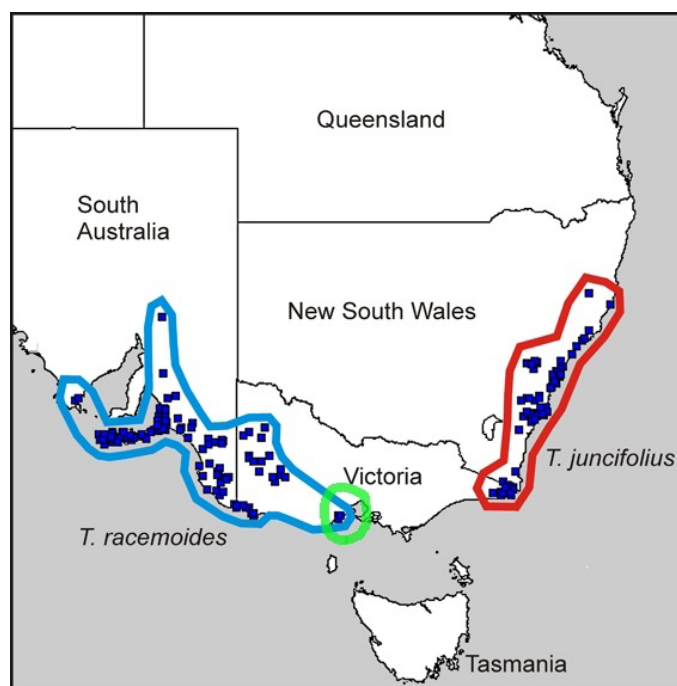 Queensland
South
Australia
New South Wales
Victoria
T. juncifolius
T. racemoides
Tasmania